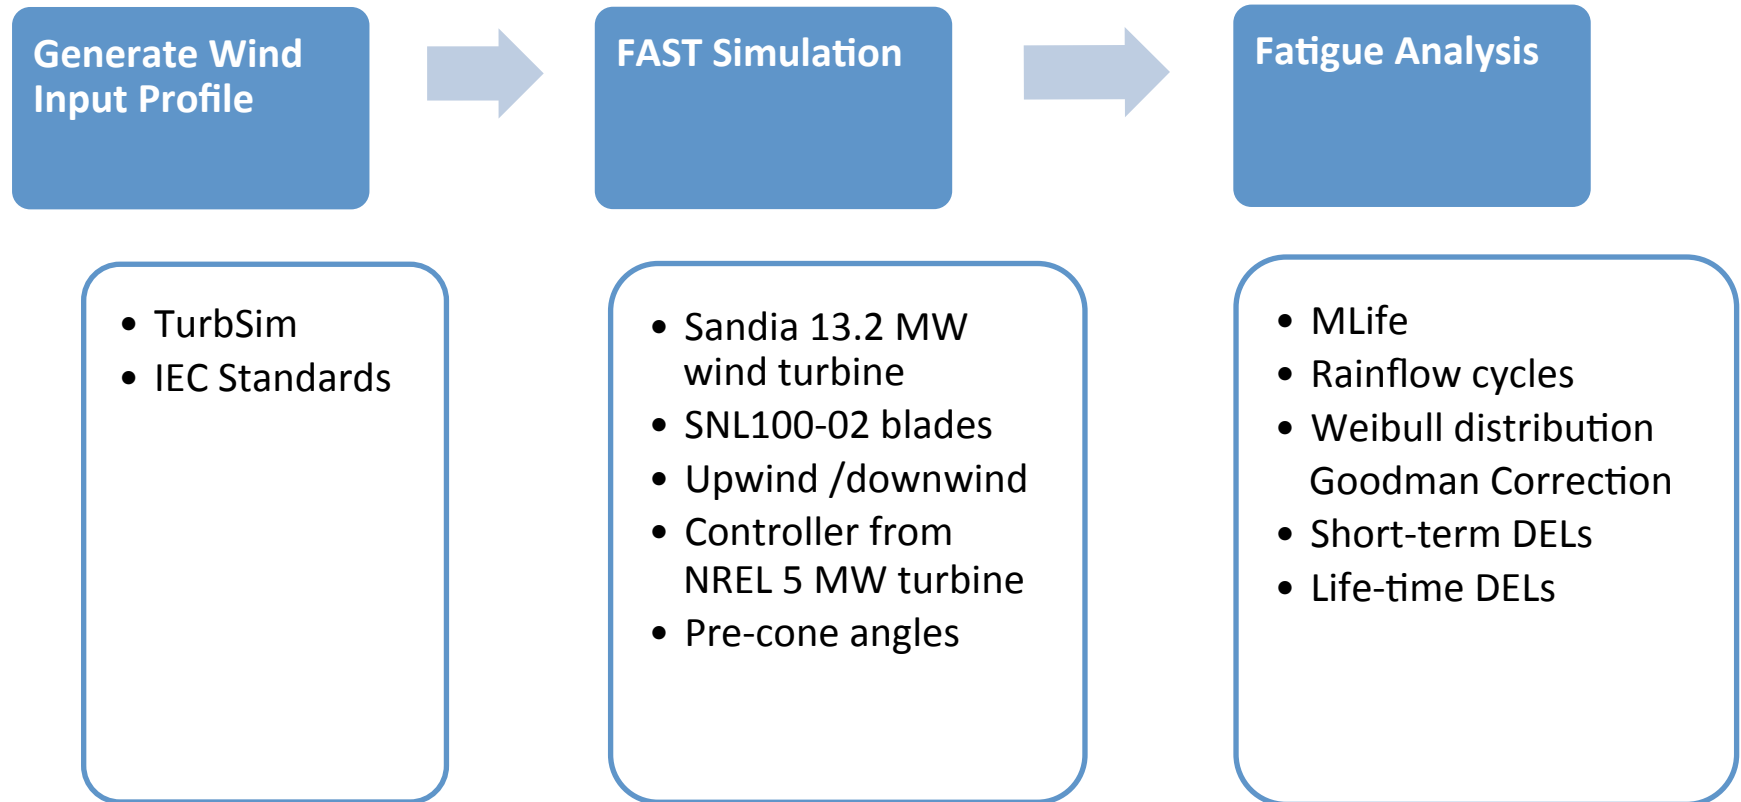 Generate Wind
Input Profile
FAST Simulation
Fatigue Analysis
• TurbSim
• IEC Standards
• Sandia 13.2 MW
wind turbine
• SNL100-02 blades
• Upwind /downwind
• Controller from
NREL 5 MW turbine
• Pre-cone angles
• MLife
• Rainflow cycles
• Weibull distribution
Goodman Correction
• Short-term DELs
• Life-time DELs